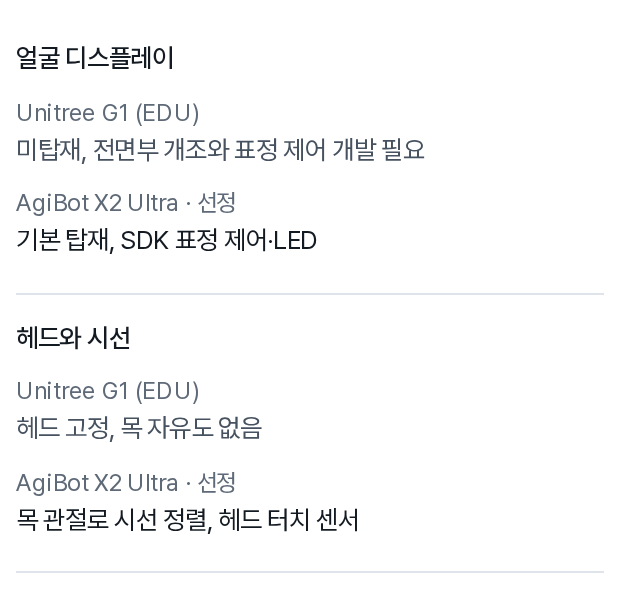 얼굴 디스플레이
Unitree G1 (EDU)
미탑재, 전면부 개조와 표정 제어 개발 필요
AgiBot X2 Ultra · 선정
기본 탑재, SDK 표정 제어·LED
헤드와 시선
Unitree G1 (EDU)
헤드 고정, 목 자유도 없음
AgiBot X2 Ultra · 선정
목 관절로 시선 정렬, 헤드 터치 센서